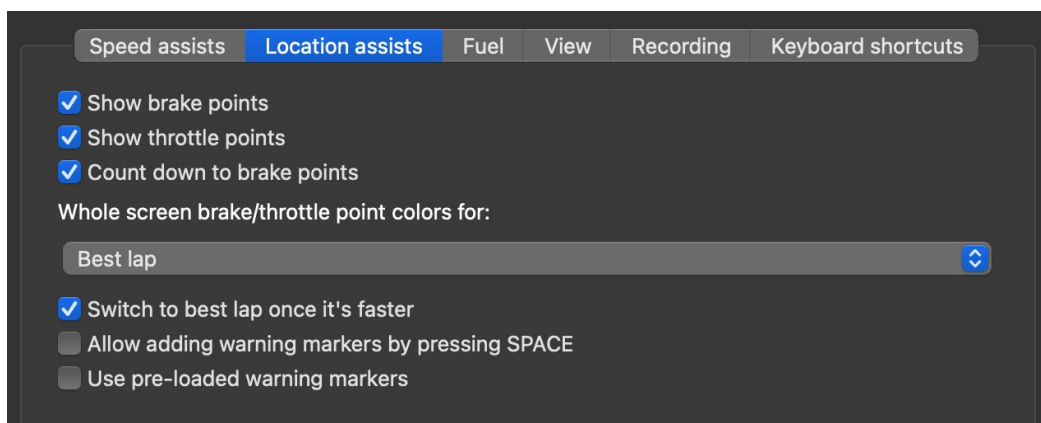 Speed assists Location assists Fuel View Recording Keyboard shortcuts
Show brake points
Show throttle points
Count down to brake points
Whole screen brake/throttle point colors for:
Best lap
Switch to best lap once it's faster
Allow adding warning markers by pressing SPACE
Use pre-loaded warning markers